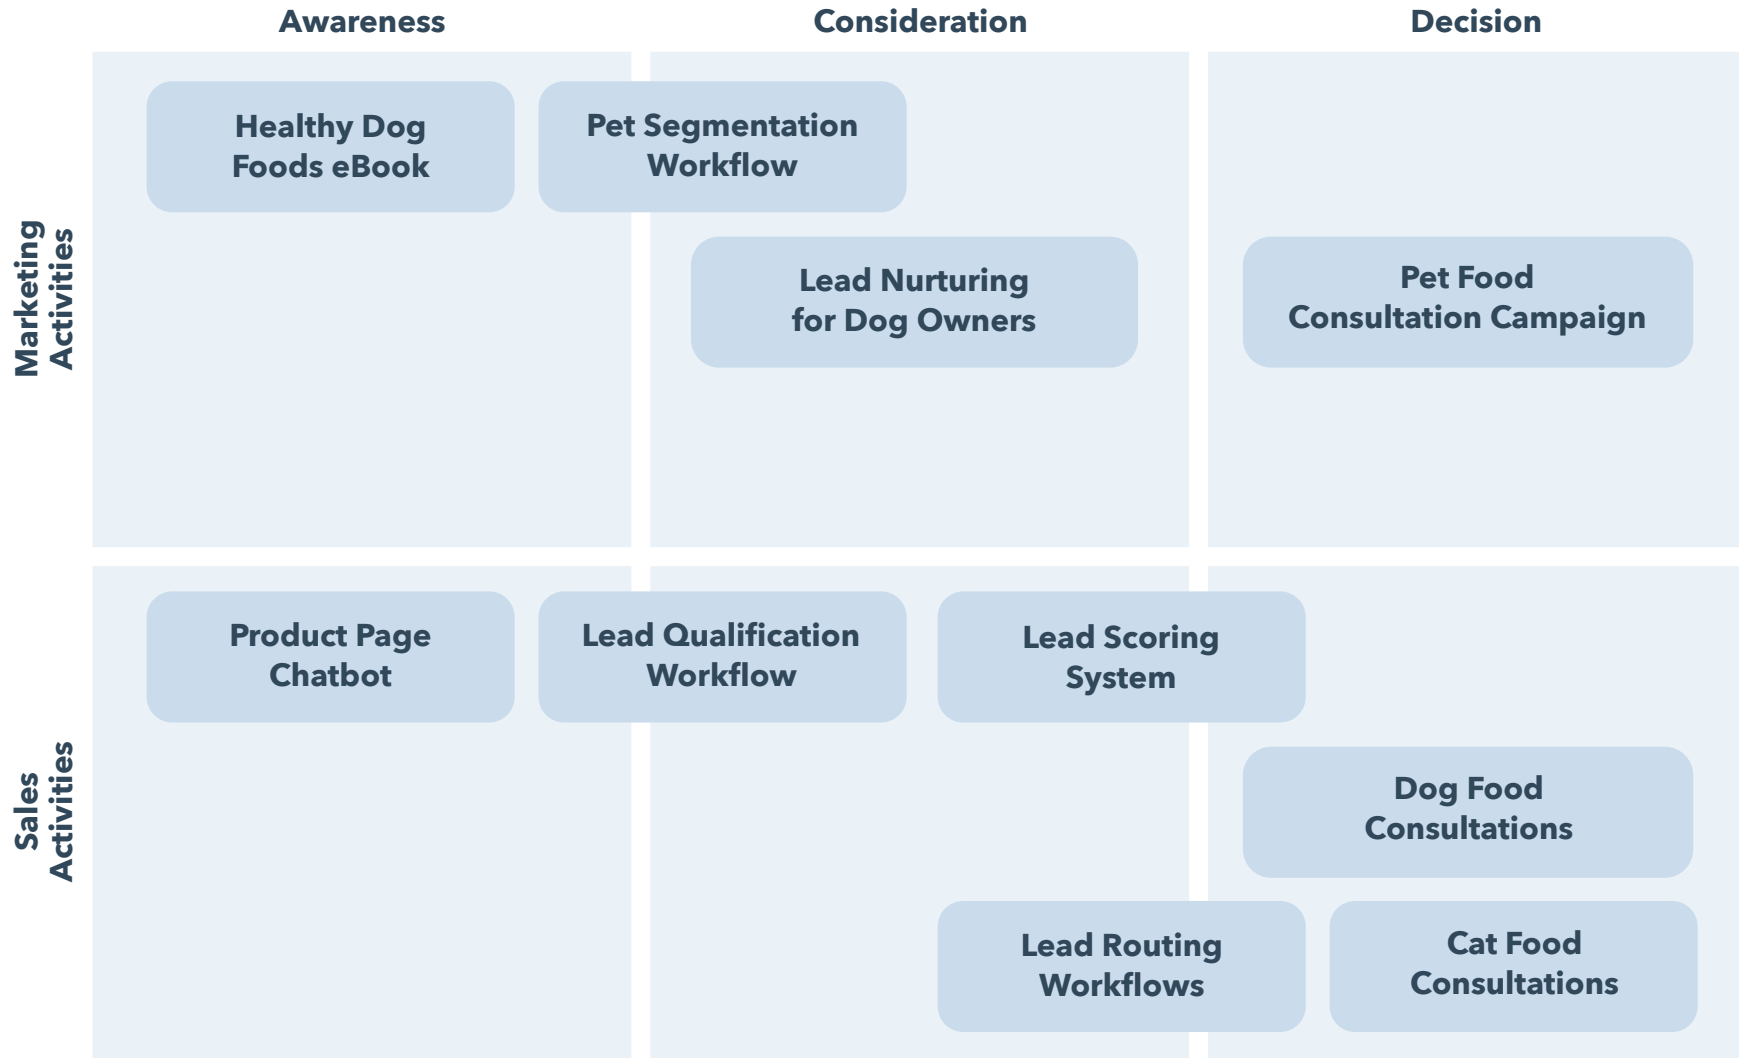 Awareness
Consideration
Decision
Marketing
Activities
Healthy Dog
Foods eBook
Pet Segmentation
Workflow
Lead Nurturing
for Dog Owners
Pet Food
Consultation Campaign
Sales
Activities
Product Page
Chatbot
Lead Qualification
Workflow
Lead Scoring
System
Dog Food
Consultations
Lead Routing
Workflows
Cat Food
Consultations